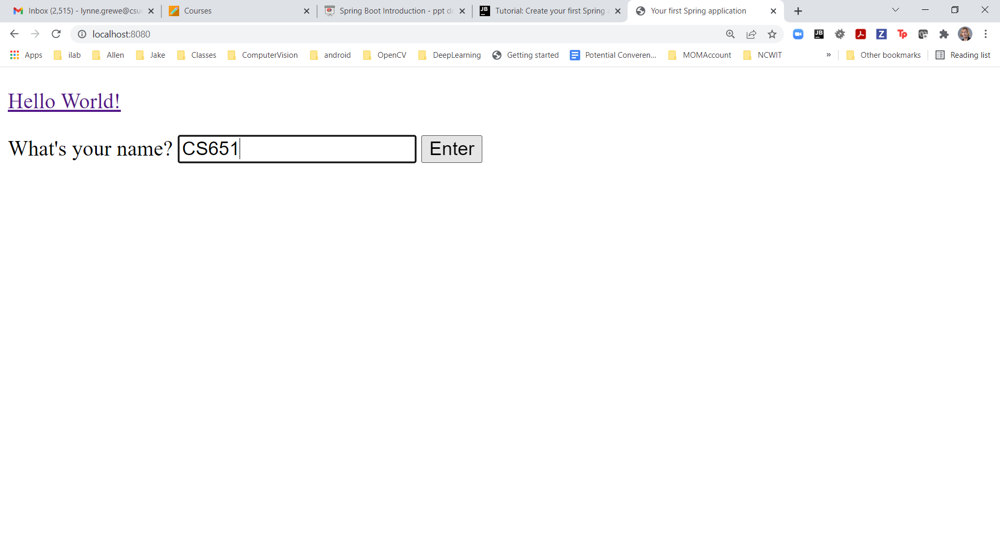 Inbox (2,515) - lynne.grewe@csu
Courses
Spring Boot Introduction - ppt d
JB
Tutorial: Create your first Spring
Your first Spring application
localhost:8080
JB
Z
Tp
Apps
ilab
Allen
Jake
Classes
ComputerVision
android
OpenCV
DeepLearning
Getting started
Potential Converen...
MOMAccount
NCWIT
»
Other bookmarks
Reading list
Hello World!
What's your name? CS651 Enter